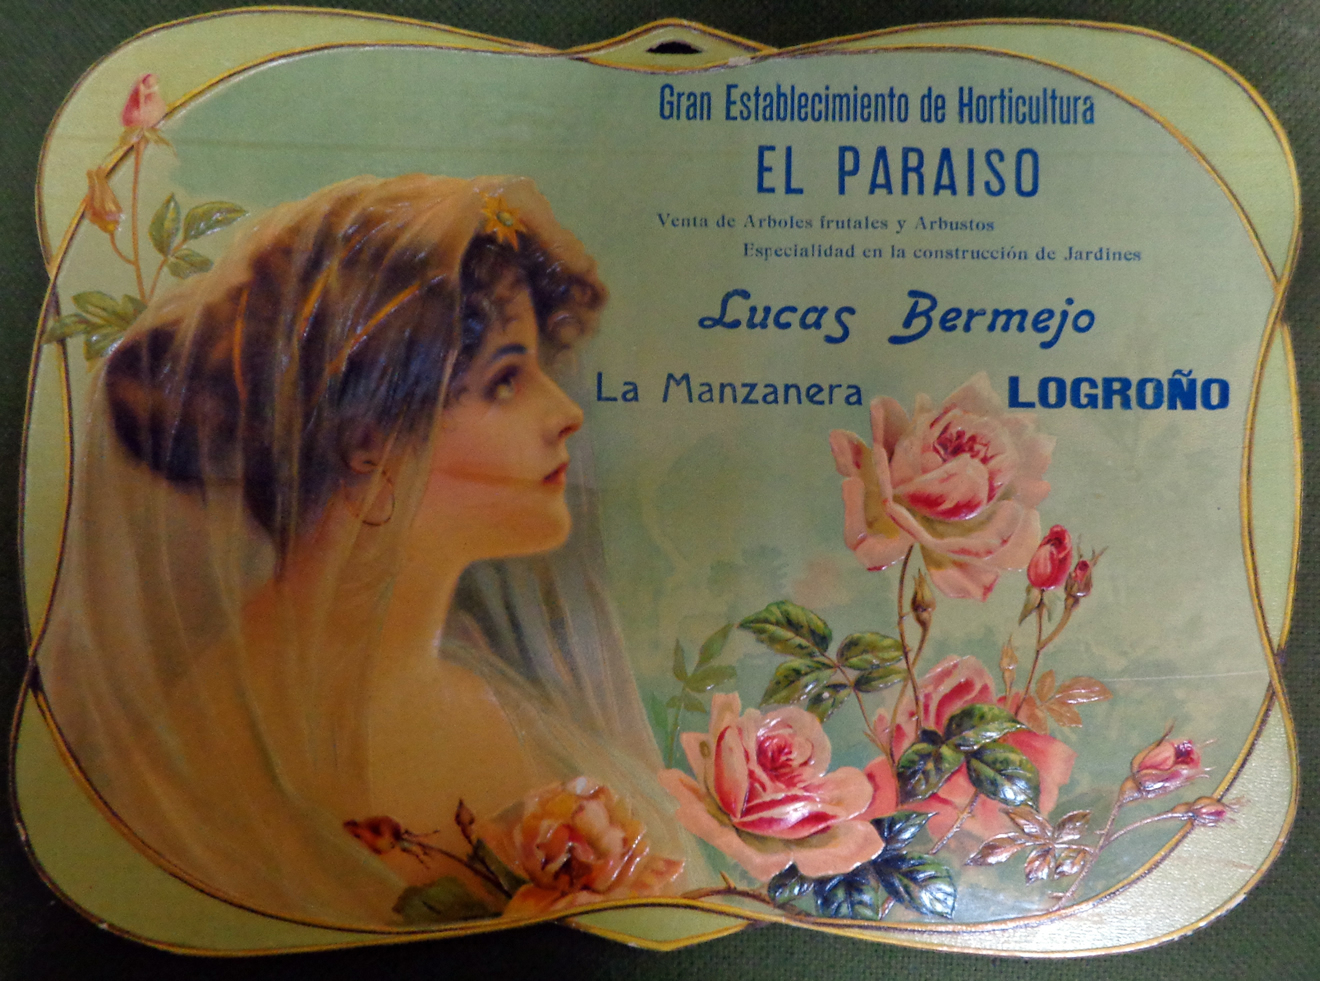 Gran Establecimiento de Horticultura
EL PARAISO
Venta de Arboles frutales y Arbustos
Especialidad en la construcción de Jardines
Lucas Bermejo
La Manzanera LOGROÑO